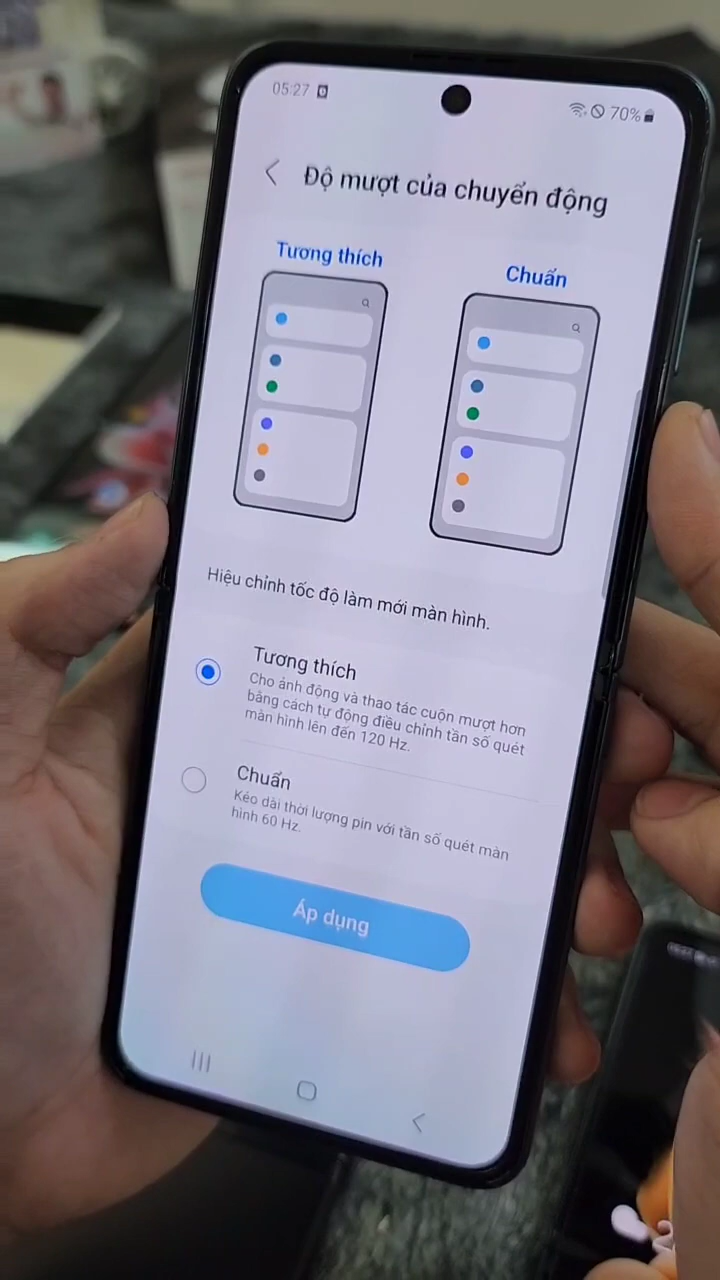 05:27
70%
Độ mượt của chuyển động
Tương thích
Chuẩn
Hiệu chỉnh tốc độ làm mới màn hình.
Tương thích
Cho ảnh động và thao tác cuộn mượt hơn
bằng cách tự động điều chỉnh tần số quét
màn hình lên đến 120 Hz.
Chuẩn
Kéo dài thời lượng pin với tần số quét màn
hình 60 Hz.
Áp dụng